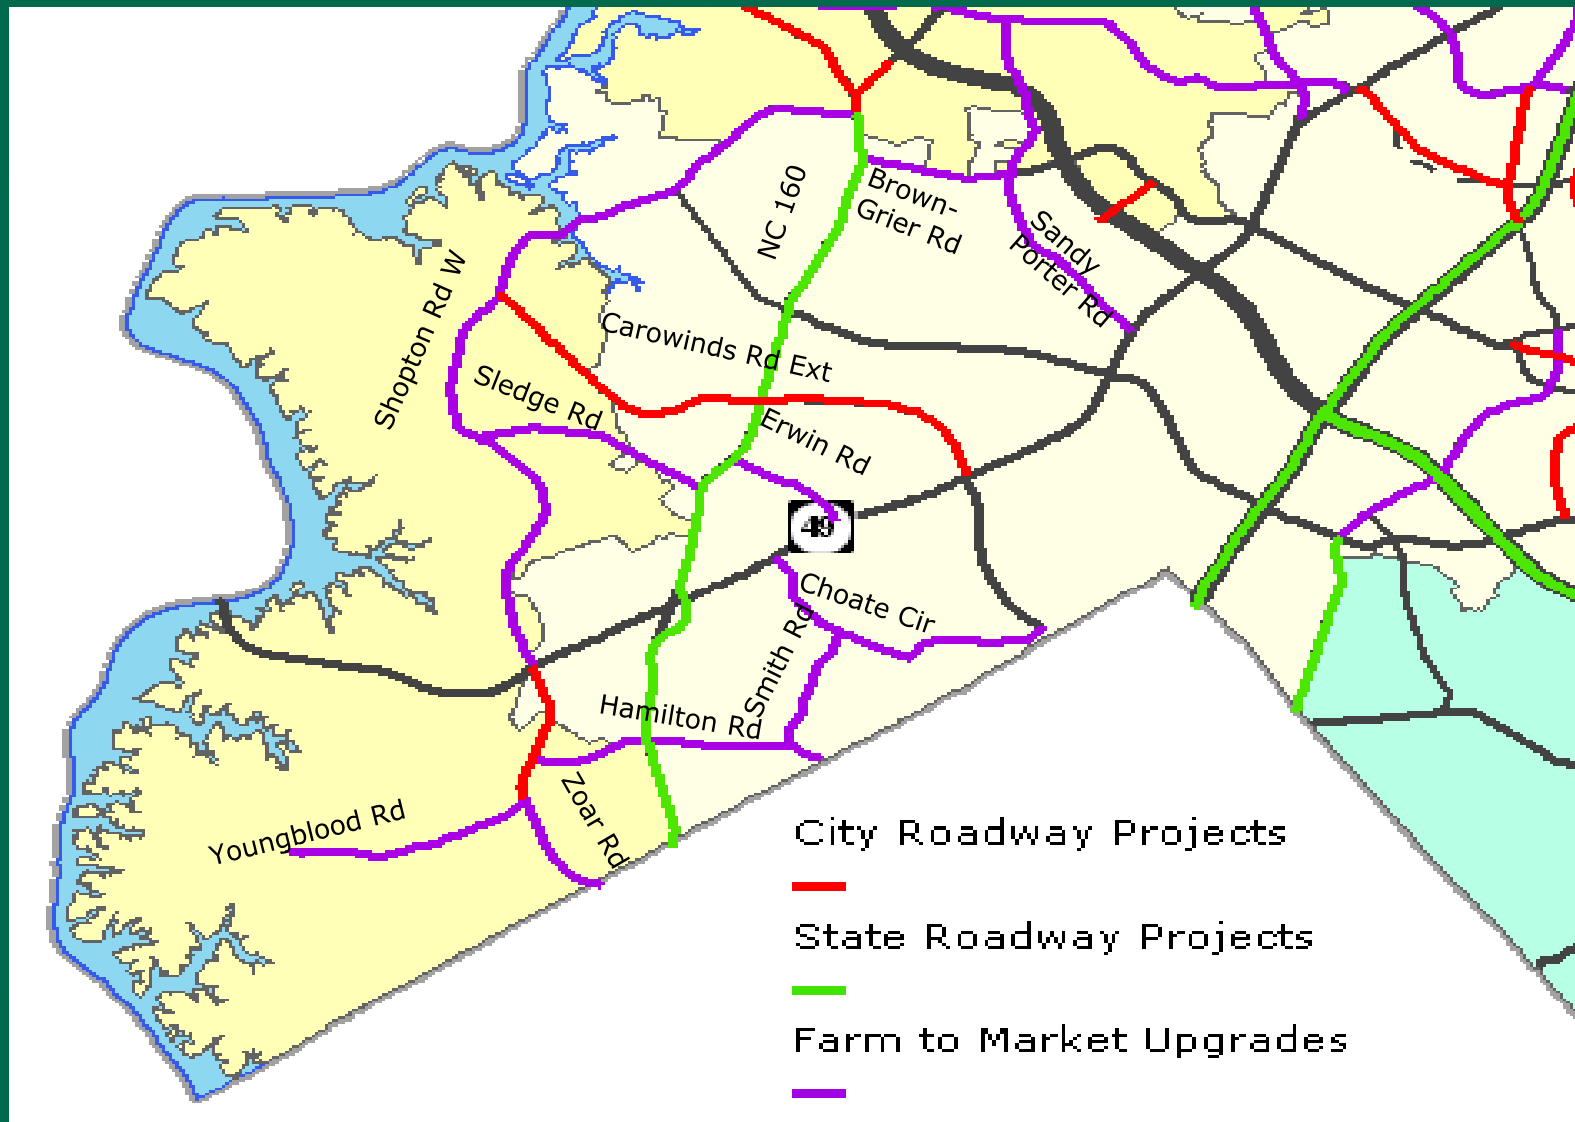 NC 160
Brown-
Grier Rd
Sandy
Porter Rd
Shopton Rd W
Carowinds Rd Ext
Sledge Rd
Erwin Rd
49
Choate Cir
Smith Rd
Hamilton Rd
Zoar Rd
Youngblood Rd
City Roadway Projects
State Roadway Projects
Farm to Market Upgrades